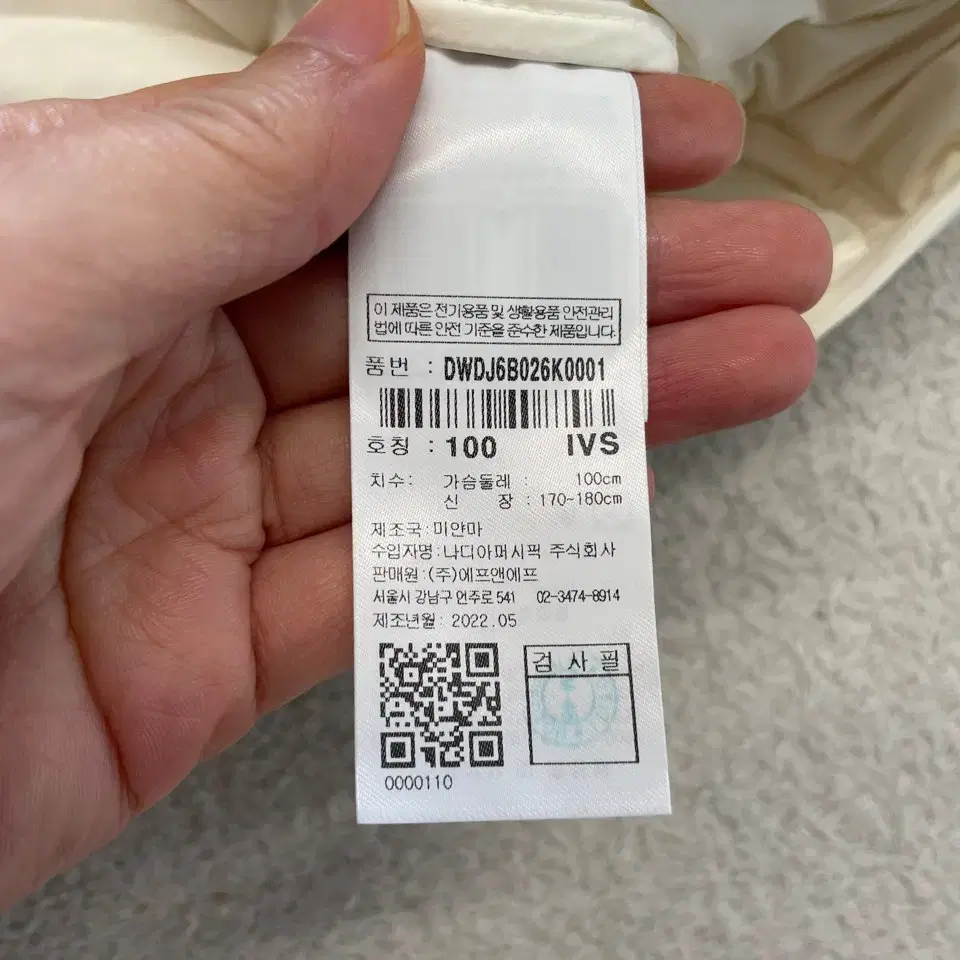 이 제품은 전기용품 및 생활용품 안전관리
법에 따른 안전 기준을 준수한 제품입니다.
품번 : DWDJ6B026K0001
호칭 : 100 IVS
치수: 가슴둘레 : 100cm
신 장 : 170~180cm
제조국:미얀마
수입자명:나디아퍼시픽 주식회사
판매원:(주)에프앤에프
서울시 강남구 언주로 541 02-3474-8914
제조년월: 2022.05
검 사 필
0000110